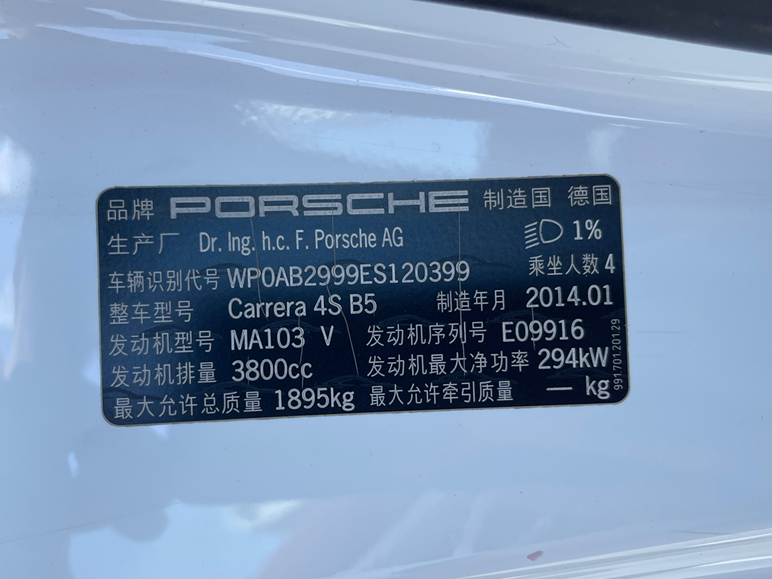 品牌 PORSCHE 制造国 德国
生产厂 Dr. Ing. h.c. F. Porsche AG 1%
车辆识别代号 WP0AB2999ES120399 乘坐人数 4
整车型号 Carrera 4S B5 制造年月 2014.01
发动机型号 MA103 V 发动机序列号 E09916
发动机排量 3800cc 发动机最大净功率 294kW
最大允许总质量 1895kg 最大允许牵引质量 — kg
99170120129